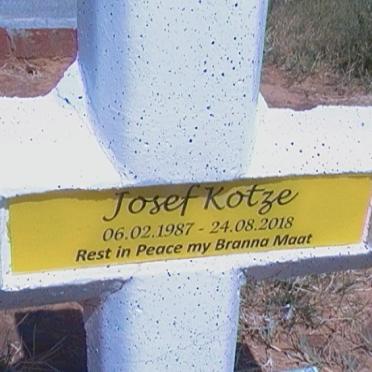 Josef Kotze
06.02.1987 - 24.08.2018
Rest in Peace my Branna Maat